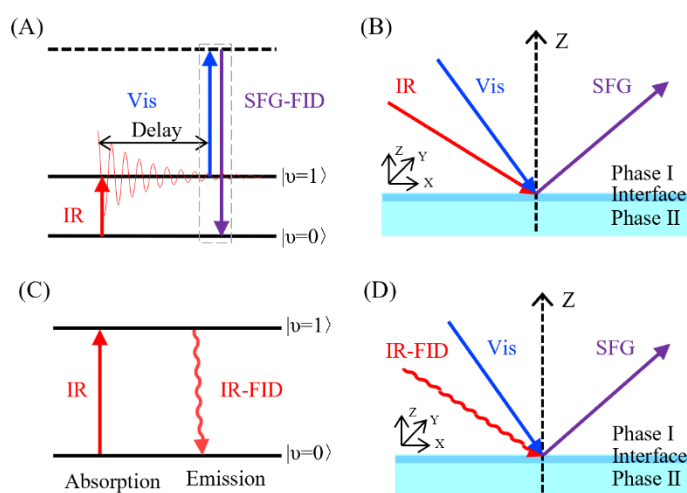 (A)
Vis
SFG-FID
Delay
|υ=1⟩
IR
|υ=0⟩
(B)
Z
IR
Vis
SFG
Z
Y
X
Phase I
Interface
Phase II
(C)
|υ=1⟩
IR
IR-FID
|υ=0⟩
Absorption
Emission
(D)
Z
IR-FID
Vis
SFG
Z
Y
X
Phase I
Interface
Phase II